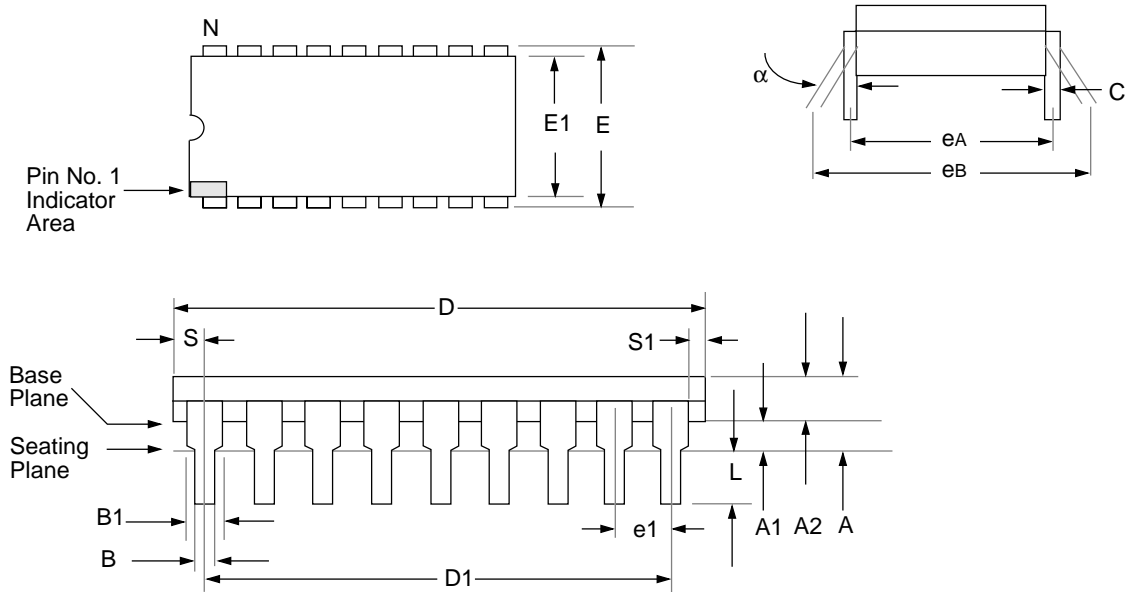 N
E1
E
Pin No. 1
Indicator
Area
α
C
eA
eB
D
S
S1
Base
Plane
Seating
Plane
L
B1
e1
A1
A2
A
B
D1